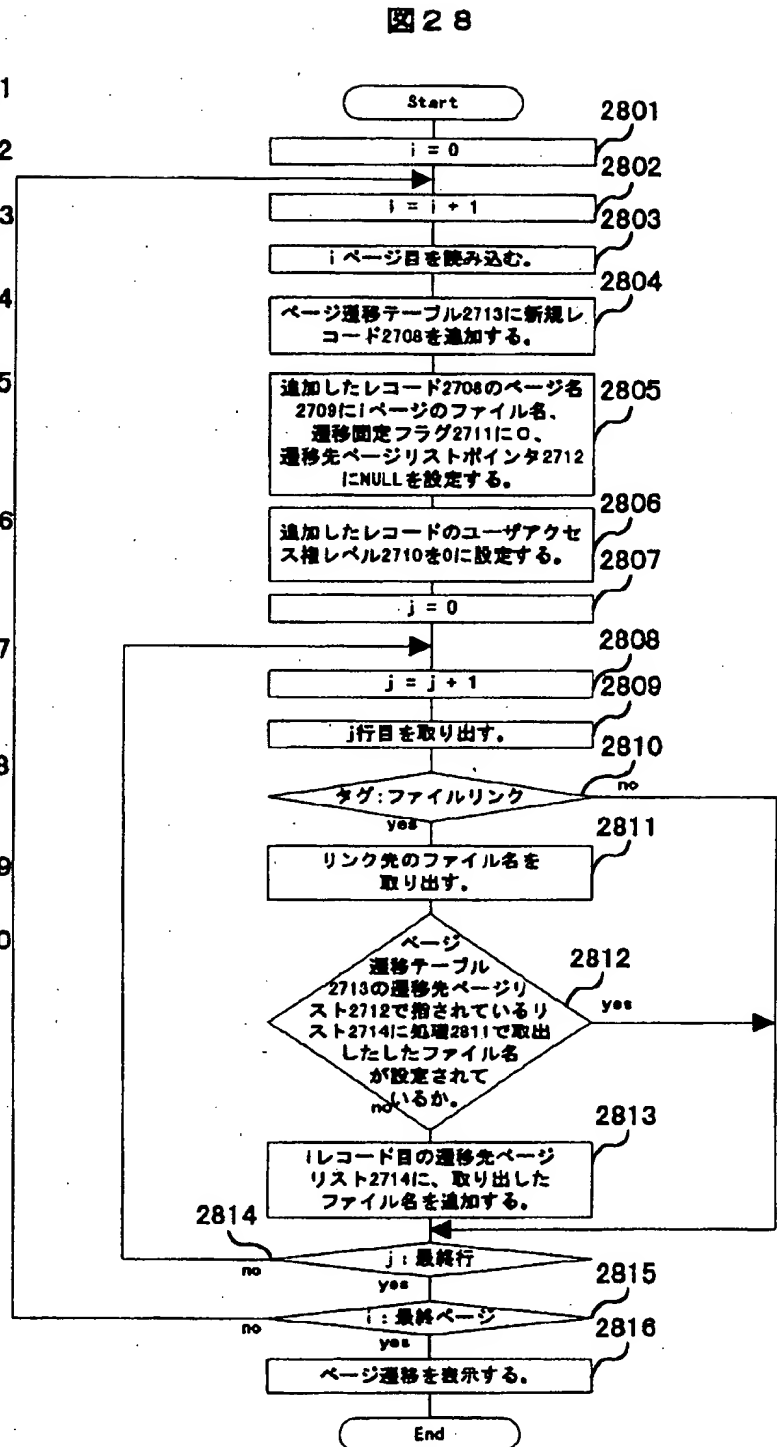 図２８
1
2
3
4
5
6
7
8
9
0
Start
2801
i = 0
2802
i = i + 1
2803
iページ目を読み込む。
2804
ページ遷移テーブル2713に新規レ
コード2708を追加する。
2805
追加したレコード2708のページ名
2709にiページのファイル名、
遷移固定フラグ2711に0、
遷移先ページリストポインタ2712
にNULLを設定する。
2806
追加したレコードのユーザアクセ
ス権レベル2710を0に設定する。
2807
j = 0
2808
j = j + 1
2809
j行目を取り出す。
2810
タグ:ファイルリンク
no
yes
2811
リンク先のファイル名を
取り出す。
2812
ページ
遷移テーブル
2713の遷移先ページリ
スト2712で指されているリ
スト2714に処理2811で取出
したしたファイル名
が設定されて
いるか。
yes
no
2813
iレコード目の遷移先ページ
リスト2714に、取り出した
ファイル名を追加する。
2814
j:最終行
no
yes
2815
i:最終ページ
no
yes
2816
ページ遷移を表示する。
End